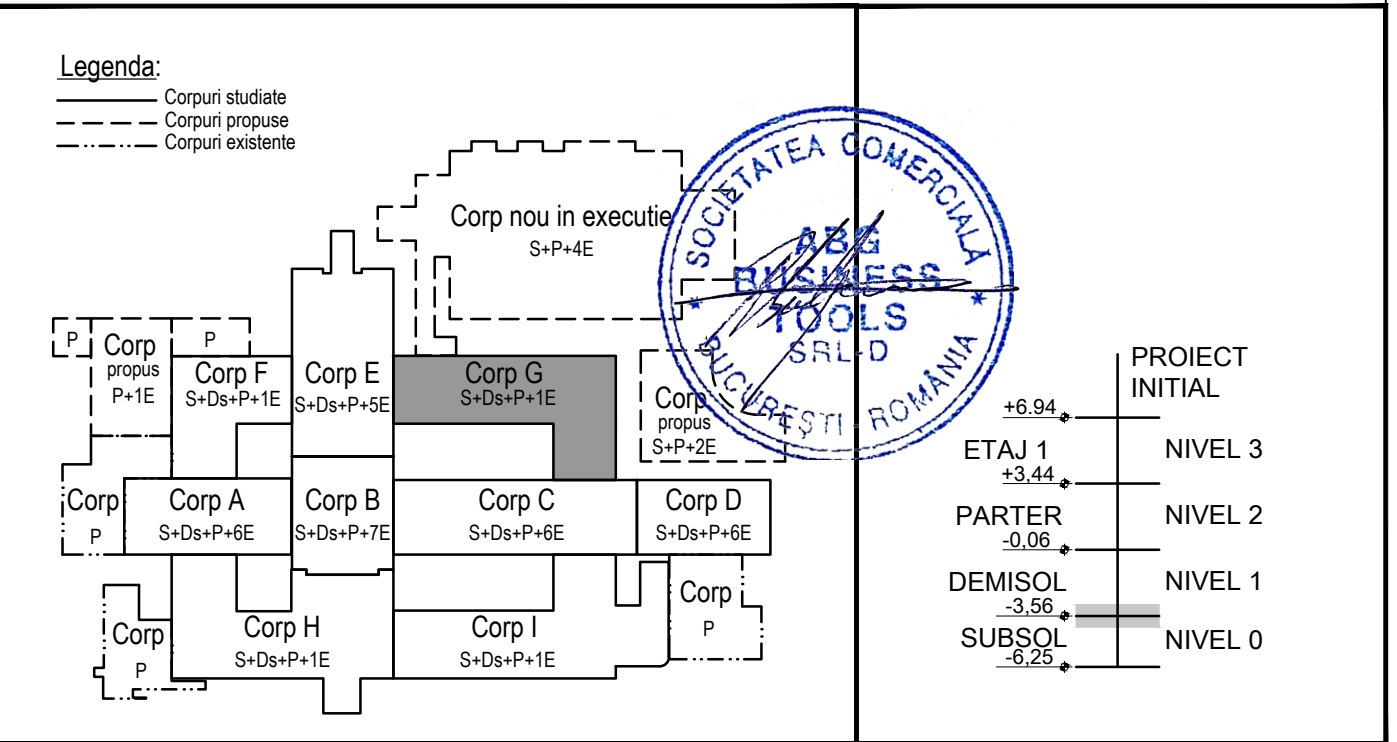 Legenda:
Corpuri studiate
Corpuri propuse
Corpuri existente
Corp nou in executie
S+P+4E
P
Corp
propus
P+1E
P
Corp F
S+Ds+P+1E
Corp E
S+Ds+P+5E
Corp G
S+Ds+P+1E
Corp
propus
S+P+2E
Corp
P
Corp A
S+Ds+P+6E
Corp B
S+Ds+P+7E
Corp C
S+Ds+P+6E
Corp D
S+Ds+P+6E
Corp
P
Corp H
S+Ds+P+1E
Corp I
S+Ds+P+1E
Corp
P
SOCIETATEA COMERCIALĂ
ABG
BUSINESS
TOOLS
SRL-D
* BUCUREŞTI - ROMÂNIA *
PROIECT
INITIAL
+6.94
ETAJ 1
NIVEL 3
+3,44
PARTER
NIVEL 2
-0,06
DEMISOL
NIVEL 1
-3,56
SUBSOL
NIVEL 0
-6,25